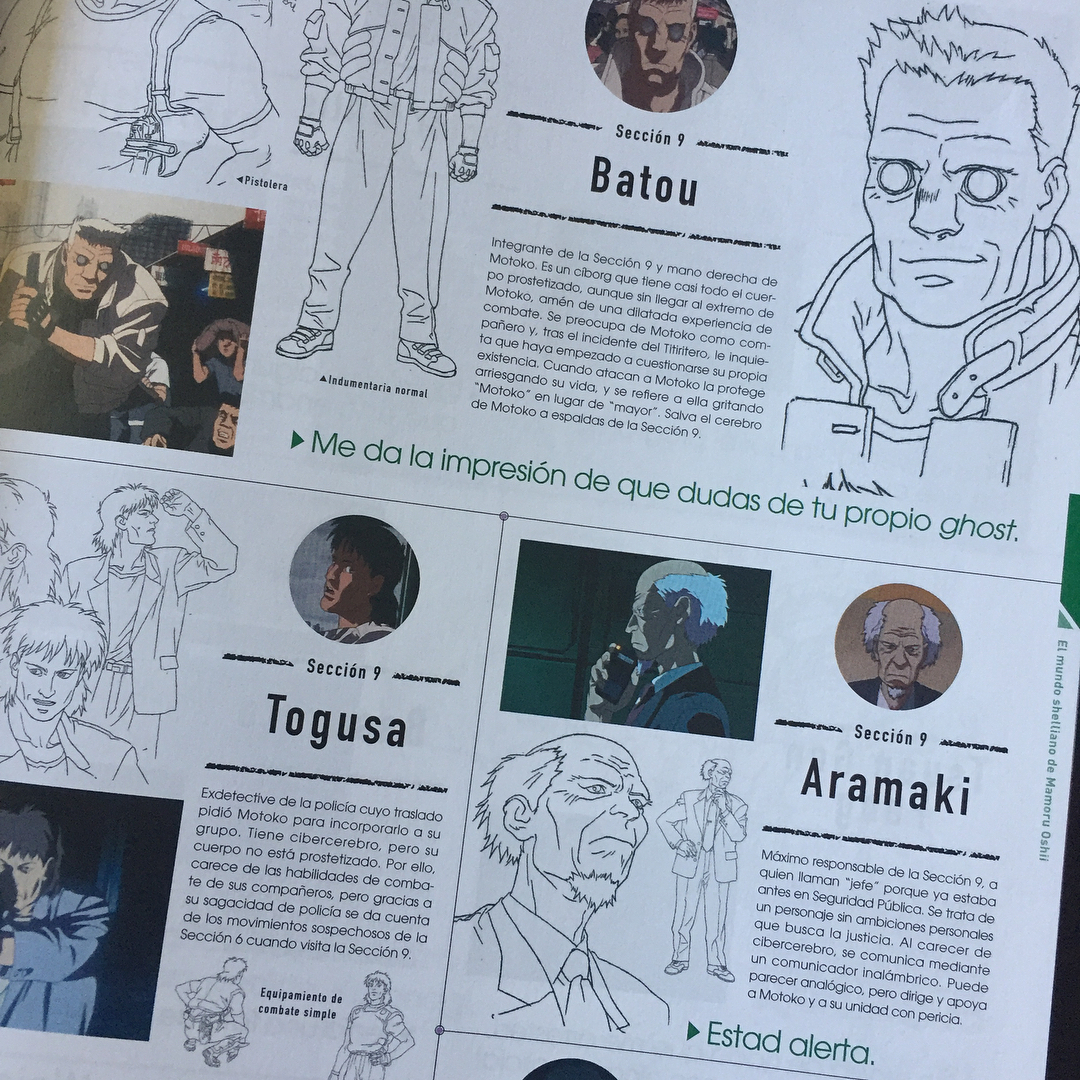 ◀Pistolera
▲Indumentaria normal
Sección 9
Batou
Integrante de la Sección 9 y mano derecha de
Motoko. Es un cíborg que tiene casi todo el cuer-
po prostetizado, aunque sin llegar al extremo de
Motoko, amén de una dilatada experiencia de
combate. Se preocupa de Motoko como com-
pañero y, tras el incidente del Titiritero, le inquie-
ta que haya empezado a cuestionarse su propia
existencia. Cuando atacan a Motoko la protege
arriesgando su vida, y se refiere a ella gritando
“Motoko” en lugar de “mayor”. Salva el cerebro
de Motoko a espaldas de la Sección 9.
▶ Me da la impresión de que dudas de tu propio ghost.
Sección 9
Togusa
Exdetective de la policía cuyo traslado
pidió Motoko para incorporarlo a su
grupo. Tiene cibercerebro, pero su
cuerpo no está prostetizado. Por ello,
carece de las habilidades de comba-
te de sus compañeros, pero gracias a
su sagacidad de policía se da cuenta
de los movimientos sospechosos de la
Sección 6 cuando visita la Sección 9.
Equipamiento de
combate simple
Sección 9
Aramaki
Máximo responsable de la Sección 9, a
quien llaman “jefe” porque ya estaba
antes en Seguridad Pública. Se trata de
un personaje sin ambiciones personales
que busca la justicia. Al carecer de
cibercerebro, se comunica mediante
un comunicador inalámbrico. Puede
parecer analógico, pero dirige y apoya
a Motoko y a su unidad con pericia.
▶ Estad alerta.
El mundo shelliano de Mamoru Oshii